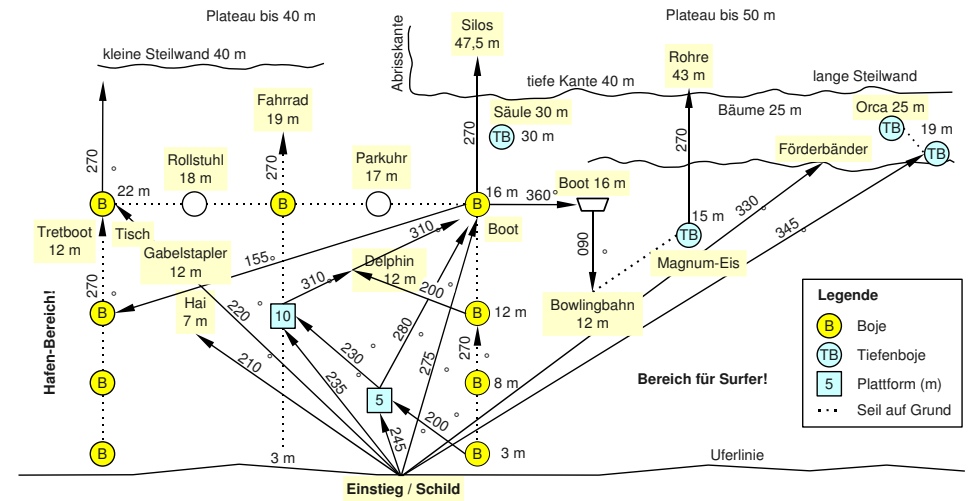 Plateau bis 40 m
Silos
47,5 m
Plateau bis 50 m
Abrisskante
kleine Steilwand 40 m
Rohre
43 m
tiefe Kante 40 m
lange Steilwand
Fahrrad
19 m
Säule 30 m
TB
30 m
Bäume 25 m
Orca 25 m
TB
19 m
TB
270
°
270
270
270
Rollstuhl
18 m
Parkuhr
17 m
Förderbänder
Boot 16 m
B
22 m
B
B
16 m
360°
Boot
15 m
TB
330
°
345
°
Tretboot
12 m
Tisch
Gabelstapler
12 m
155°
310
°
Delphin
12 m
090
°
Magnum-Eis
Hafen-Bereich!
270
°
Hai
7 m
220
°
310°
200
°
Bowlingbahn
12 m
B
10
°
B
12 m
Legende
B
Boje
TB
Tiefenboje
5
Plattform (m)
Seil auf Grund
210
°
235
°
230
°
280
°
275
°
270
°
B
B
8 m
Bereich für Surfer!
5
200
°
245
°
B
3 m
B
3 m
Uferlinie
Einstieg / Schild